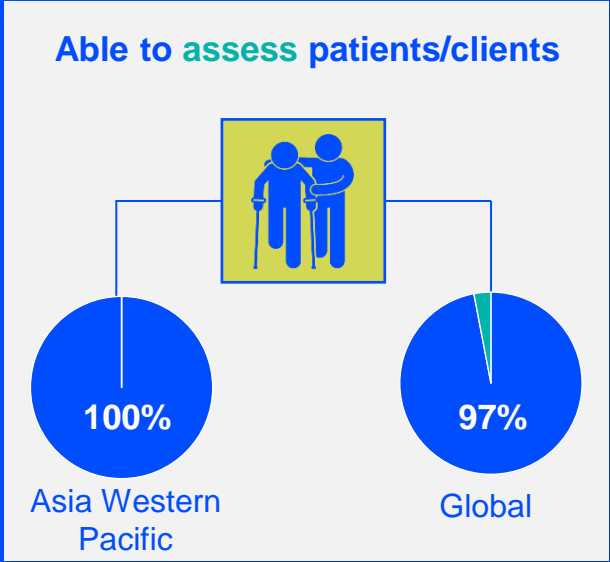 Able to assess patients/clients
100%
97%
Asia Western
Pacific
Global